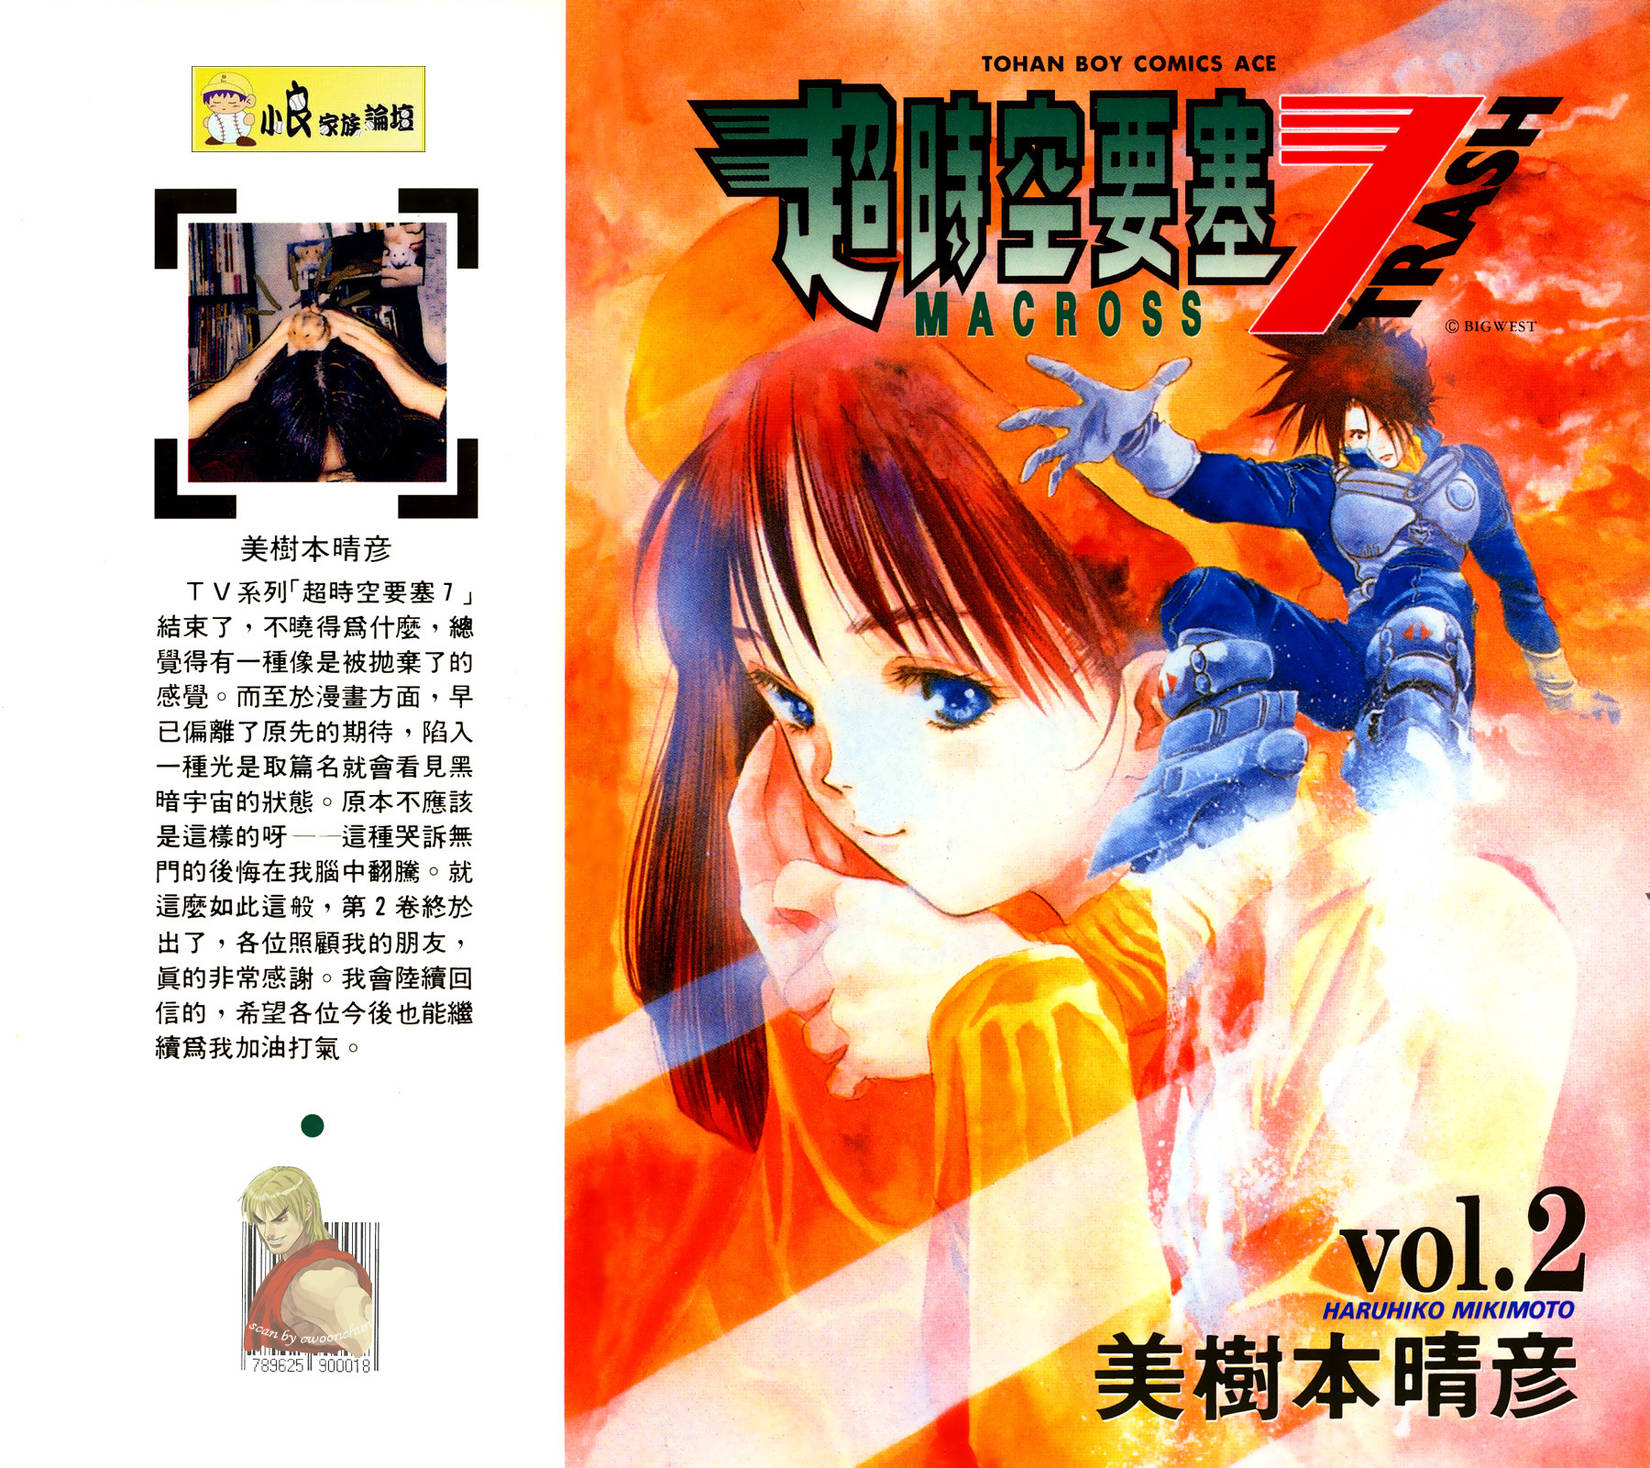 小良家族論壇
美樹本晴彦
ＴＶ系列「超時空要塞７」
結束了，不曉得爲什麼，總
覺得有一種像是被拋棄了的
感覺。而至於漫畫方面，早
已偏離了原先的期待，陷入
一種光是取篇名就會看見黑
暗宇宙的狀態。原本不應該
是這樣的呀——這種哭訴無
門的後悔在我腦中翻騰。就
這麼如此這般，第２卷終於
出了，各位照顧我的朋友，
眞的非常感謝。我會陸續回
信的，希望各位今後也能繼
續爲我加油打氣。
scan by owoonchan
789625 900018
TOHAN BOY COMICS ACE
超時空要塞7
TRASH
MACROSS
© BIGWEST
vol.2
HARUHIKO MIKIMOTO
美樹本晴彦